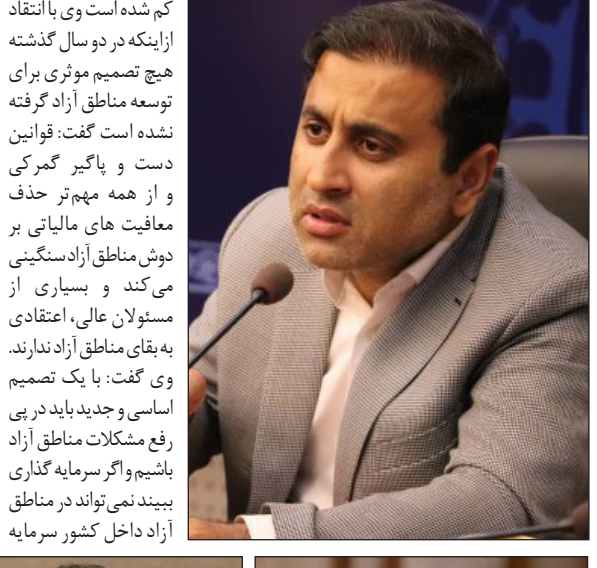 کم شده است وی با انتقاد
ازاینکه در دو سال گذشته
هیچ تصمیم موثری برای
توسعه مناطق آزاد گرفته
نشده است گفت: قوانین
دست و پاگیر گمرکی
و از همه مهم‌تر حذف
معافیت های مالیاتی بر
دوش مناطق آزاد سنگینی
می‌کند و بسیاری از
مسئولان عالی، اعتقادی
به بقای مناطق آزاد ندارند.
وی گفت: با یک تصمیم
اساسی و جدید باید در پی
رفع مشکلات مناطق آزاد
باشیم واگر سرمایه گذاری
ببیند نمی‌تواند در مناطق
آزاد داخل کشور سرمایه